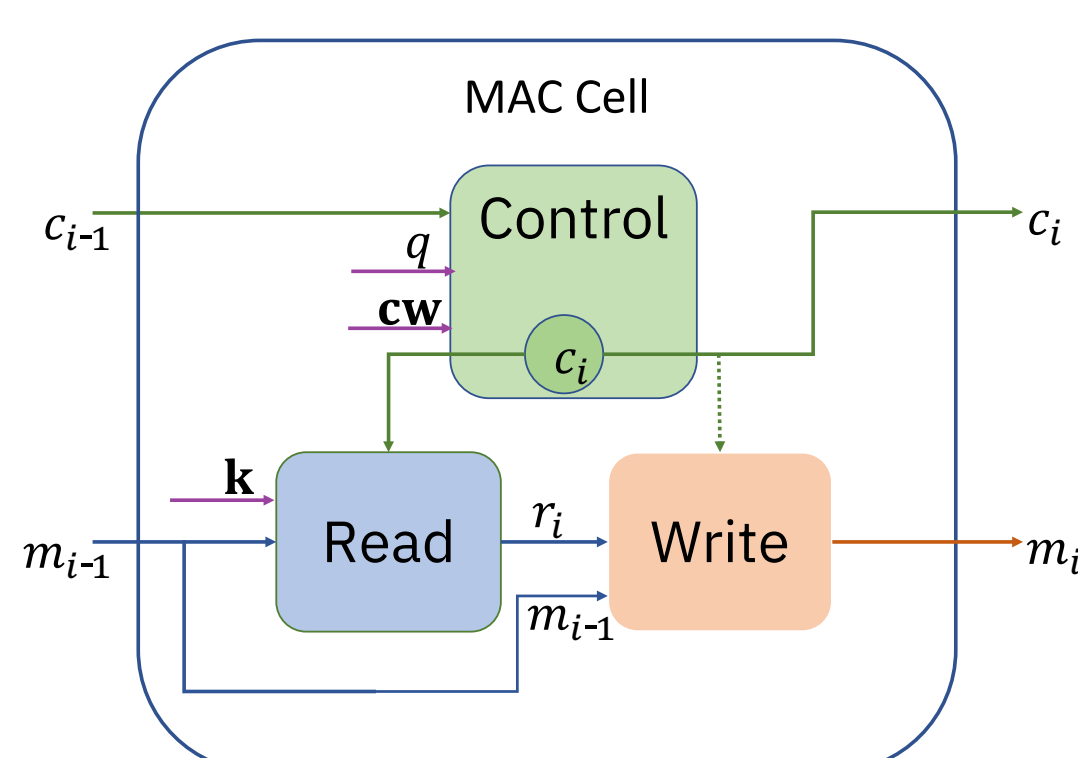 MAC Cell
Control
c_{i-1}
c_i
q
cw
c_i
k
Read
r_i
Write
m_{i-1}
m_i
m_{i-1}